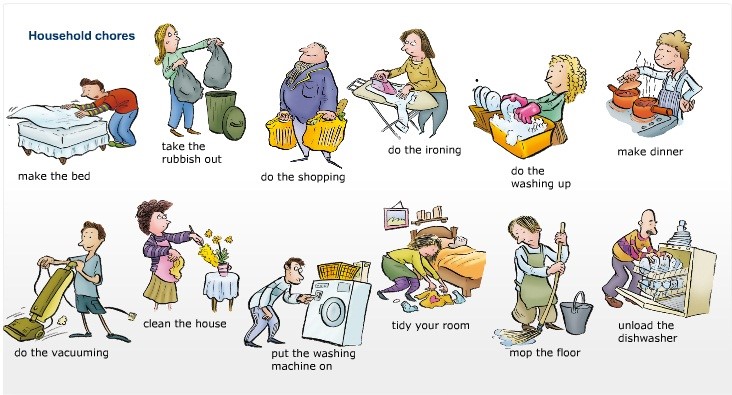 Household chores
make the bed
take the
rubbish out
do the shopping
do the ironing
do the
washing up
make dinner
do the vacuuming
clean the house
put the washing
machine on
tidy your room
mop the floor
unload the
dishwasher